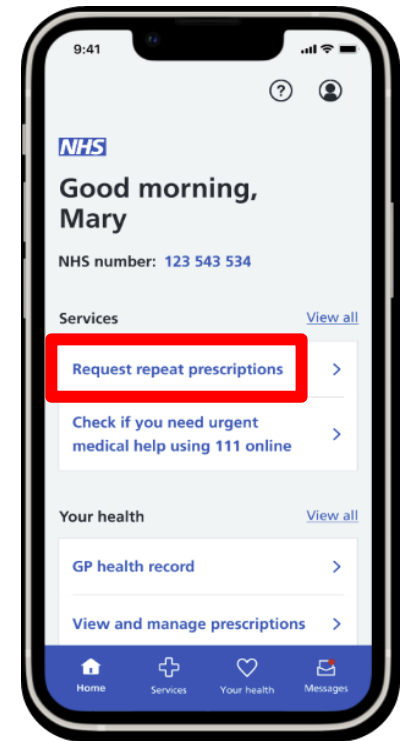 9:41
?
NHS
Good morning,
Mary
NHS number: 123 543 534
Services View all
Request repeat prescriptions
Check if you need urgent
medical help using 111 online
Your health View all
GP health record
View and manage prescriptions
Home Services Your health Messages